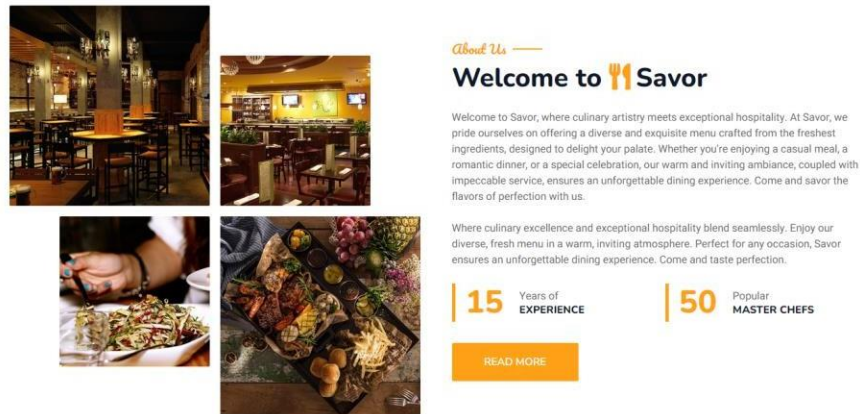 About Us
Welcome to Savor
Welcome to Savor, where culinary artistry meets exceptional hospitality. At Savor, we
pride ourselves on offering a diverse and exquisite menu crafted from the freshest
ingredients, designed to delight your palate. Whether you're enjoying a casual meal, a
romantic dinner, or a special celebration, our warm and inviting ambiance, coupled with
impeccable service, ensures an unforgettable dining experience. Come and savor the
flavors of perfection with us.
Where culinary excellence and exceptional hospitality blend seamlessly. Enjoy our
diverse, fresh menu in a warm, inviting atmosphere. Perfect for any occasion, Savor
ensures an unforgettable dining experience. Come and taste perfection.
15 Years of
EXPERIENCE
50 Popular
MASTER CHEFS
READ MORE